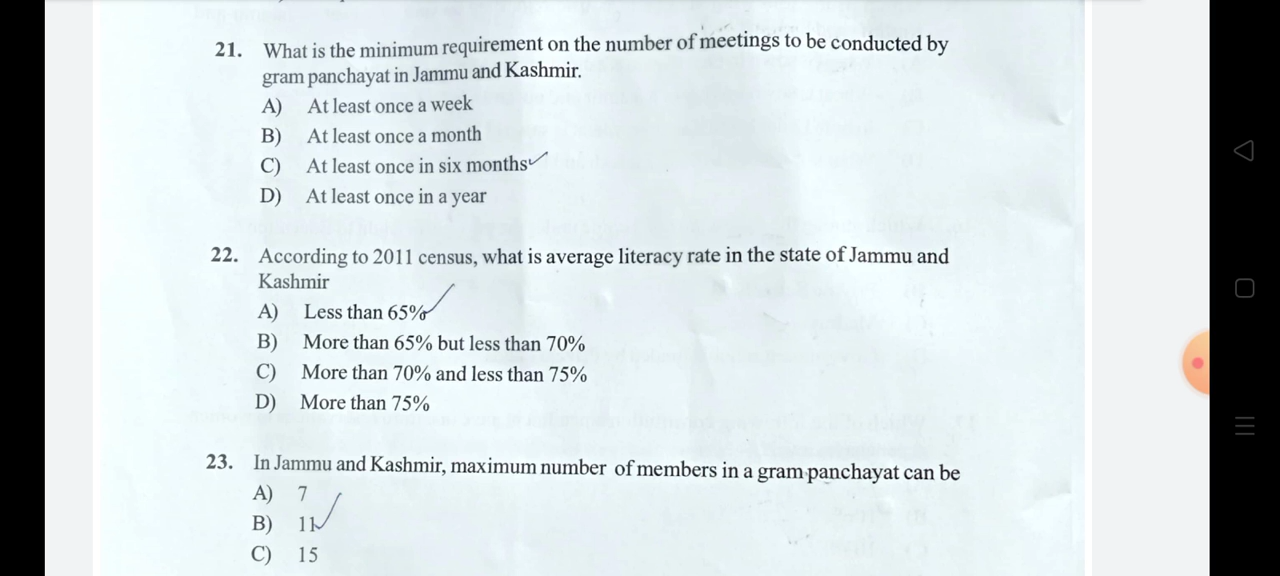 21. What is the minimum requirement on the number of meetings to be conducted by
gram panchayat in Jammu and Kashmir.
A) At least once a week
B) At least once a month
C) At least once in six months
D) At least once in a year
22. According to 2011 census, what is average literacy rate in the state of Jammu and
Kashmir
A) Less than 65%
B) More than 65% but less than 70%
C) More than 70% and less than 75%
D) More than 75%
23. In Jammu and Kashmir, maximum number of members in a gram panchayat can be
A) 7
B) 11
C) 15